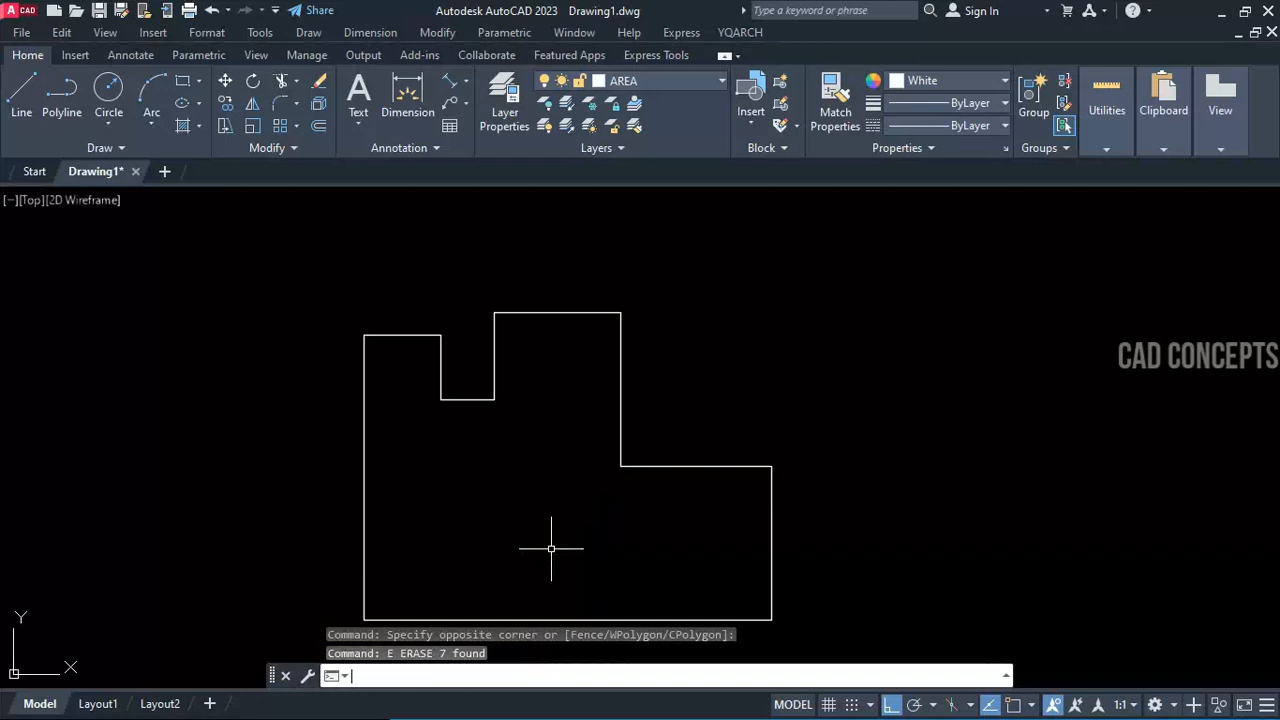 A CAD
Share
Autodesk AutoCAD 2023 Drawing1.dwg
Type a keyword or phrase
Sign In
File Edit View Insert Format Tools Draw Dimension Modify Parametric Window Help Express YQARCH
Home Insert Annotate Parametric View Manage Output Add-ins Collaborate Featured Apps Express Tools
AREA
White
ByLayer
ByLayer
Line Polyline Circle Arc
Text Dimension
Layer Properties
Insert
Match Properties
Group
Utilities
Clipboard
View
Draw Modify Annotation Layers Block Properties Groups
Start Drawing1*
[−][Top][2D Wireframe]
CAD CONCEPTS
Y
X
Command: Specify opposite corner or [Fence/WPolygon/CPolygon]:
Command: E ERASE 7 found
Model Layout1 Layout2
MODEL
1:1